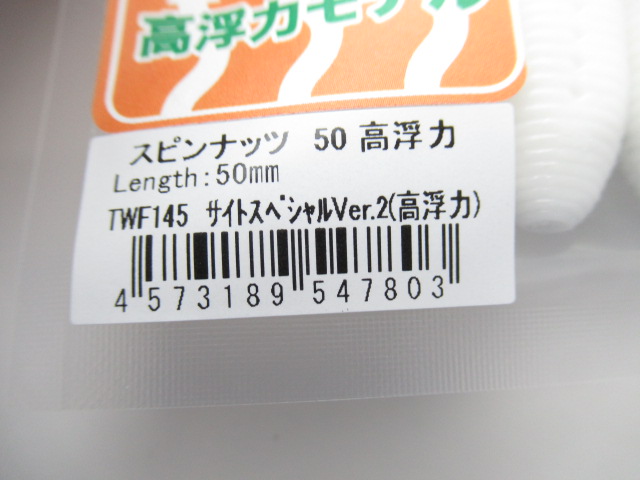 高浮力モデル
スピンナッツ 50 高浮力
Length:50mm
TWF145 サイトスペシャルVer.2(高浮力)
4 573189 547803